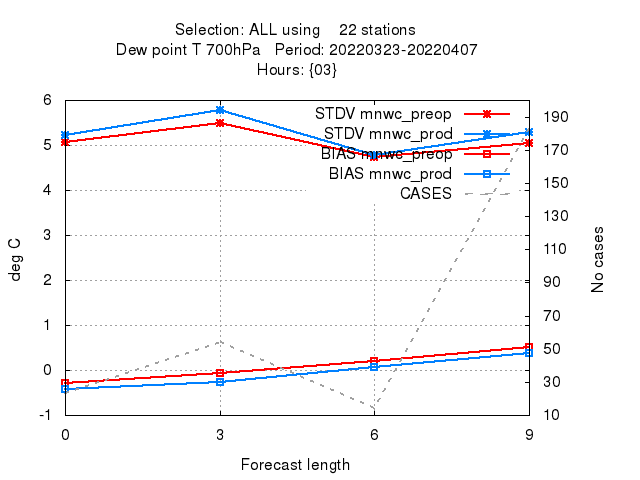 Selection: ALL using 22 stations
Dew point T 700hPa Period: 20220323-20220407
Hours: {03}
STDV mnwc_preop
STDV mnwc_prod
BIAS mnwc_preop
BIAS mnwc_prod
CASES
6
5
4
3
2
1
0
-1
190
170
150
130
110
90
70
50
30
10
deg C
No cases
0 3 6 9
Forecast length